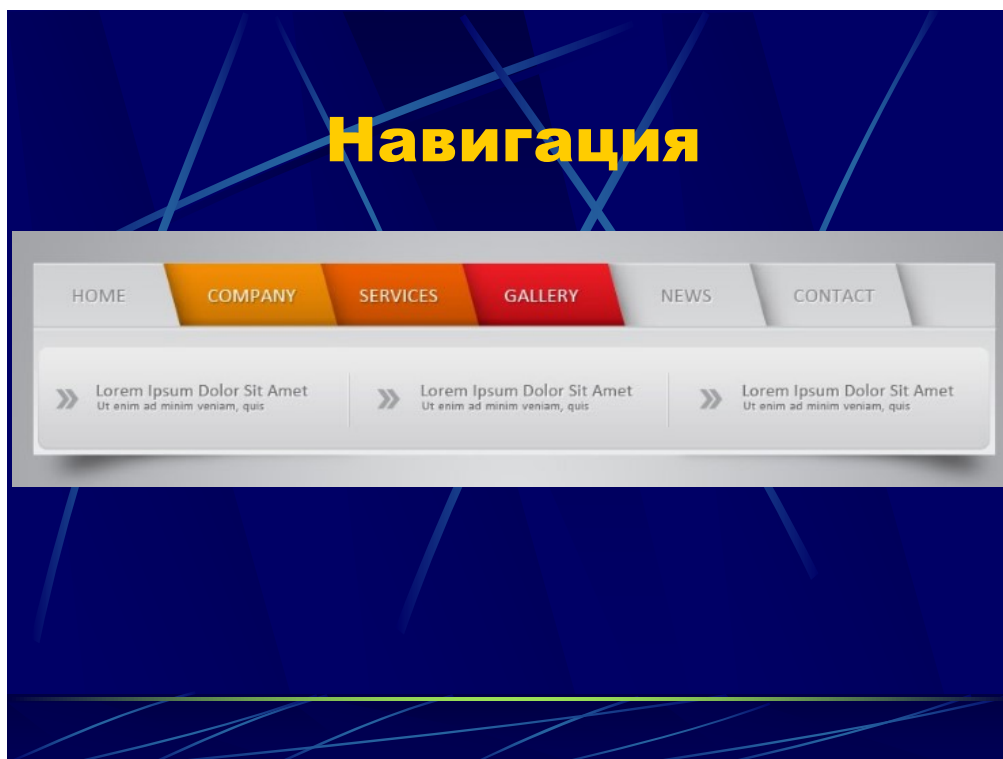 Навигация
HOME COMPANY SERVICES GALLERY NEWS CONTACT
Lorem Ipsum Dolor Sit Amet Lorem Ipsum Dolor Sit Amet Lorem Ipsum Dolor Sit Amet
Ut enim ad minim veniam, quis Ut enim ad minim veniam, quis Ut enim ad minim veniam, quis